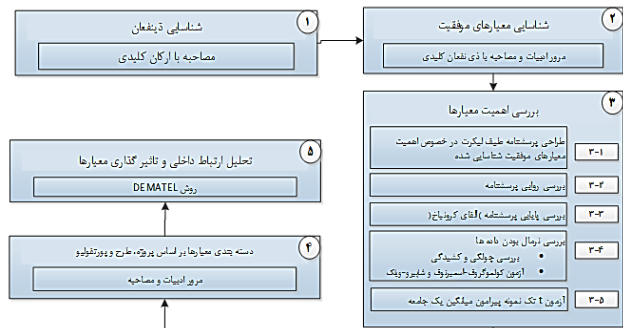 ۱
شناسایی ذینفعان
مصاحبه با ارکان کلیدی
۲
شناسایی معیارهای موفقیت
مرور ادبیات و مصاحبه با ذی نفعان کلیدی
۳
بررسی اهمیت معیارها
۳-۱
طراحی پرسشنامه طیف لیکرت در خصوص اهمیت
معیارهای موفقیت شناسایی شده
۳-۲
بررسی روایی پرسشنامه
۳-۳
بررسی پایایی پرسشنامه )آلفای کرونباخ(
۳-۴
بررسی نرمال بودن داده ها
• بررسی چولگی و کشیدگی
• آزمون کولموگروف-اسمیرنوف و شاپیرو-ویلک
۳-۵
آزمون t تک نمونه پیرامون میانگین یک جامعه
۴
دسته بندی معیارها بر اساس پروژه، طرح و پورتفولیو
مرور ادبیات و مصاحبه
۵
تحلیل ارتباط داخلی و تاثیر گذاری معیارها
روش DEMATEL